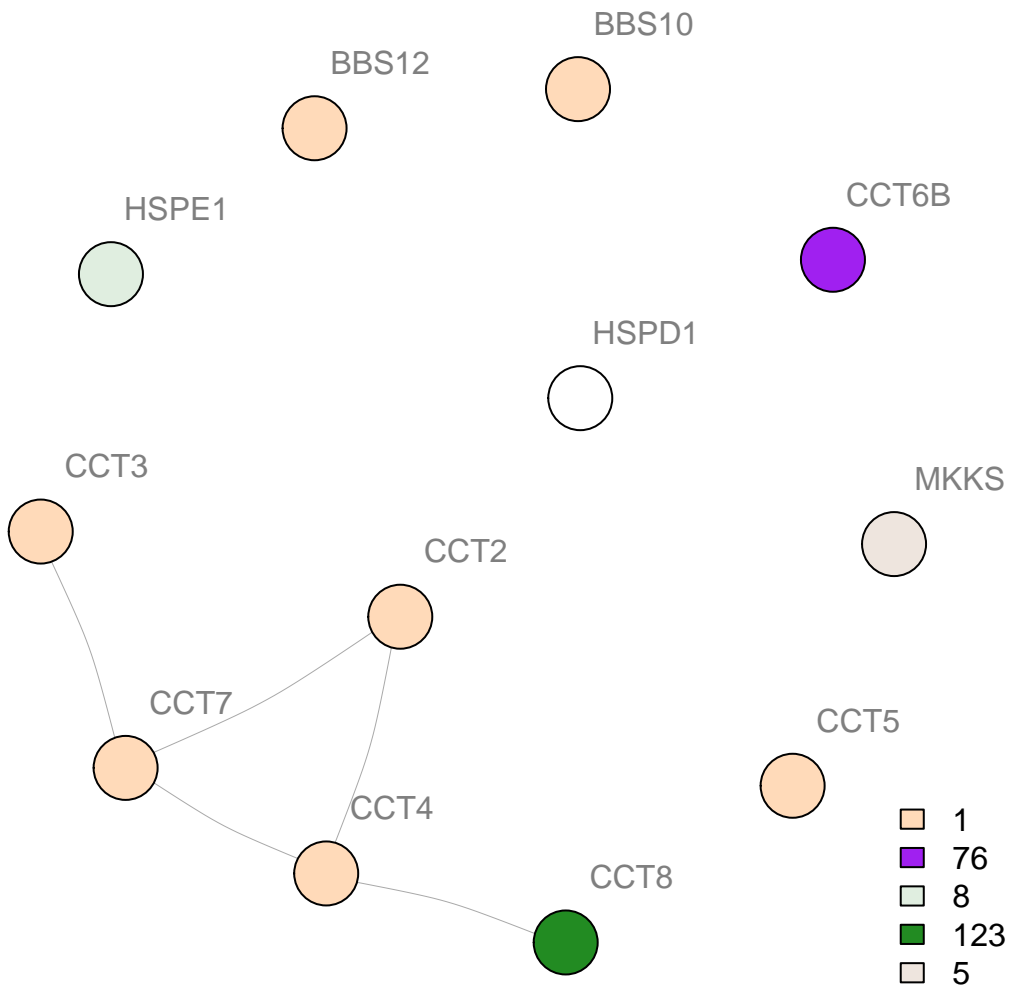 BBS10
BBS12
CCT6B
HSPE1
HSPD1
CCT3
MKKS
CCT2
CCT7
CCT5
CCT4
CCT8
1
76
8
123
5